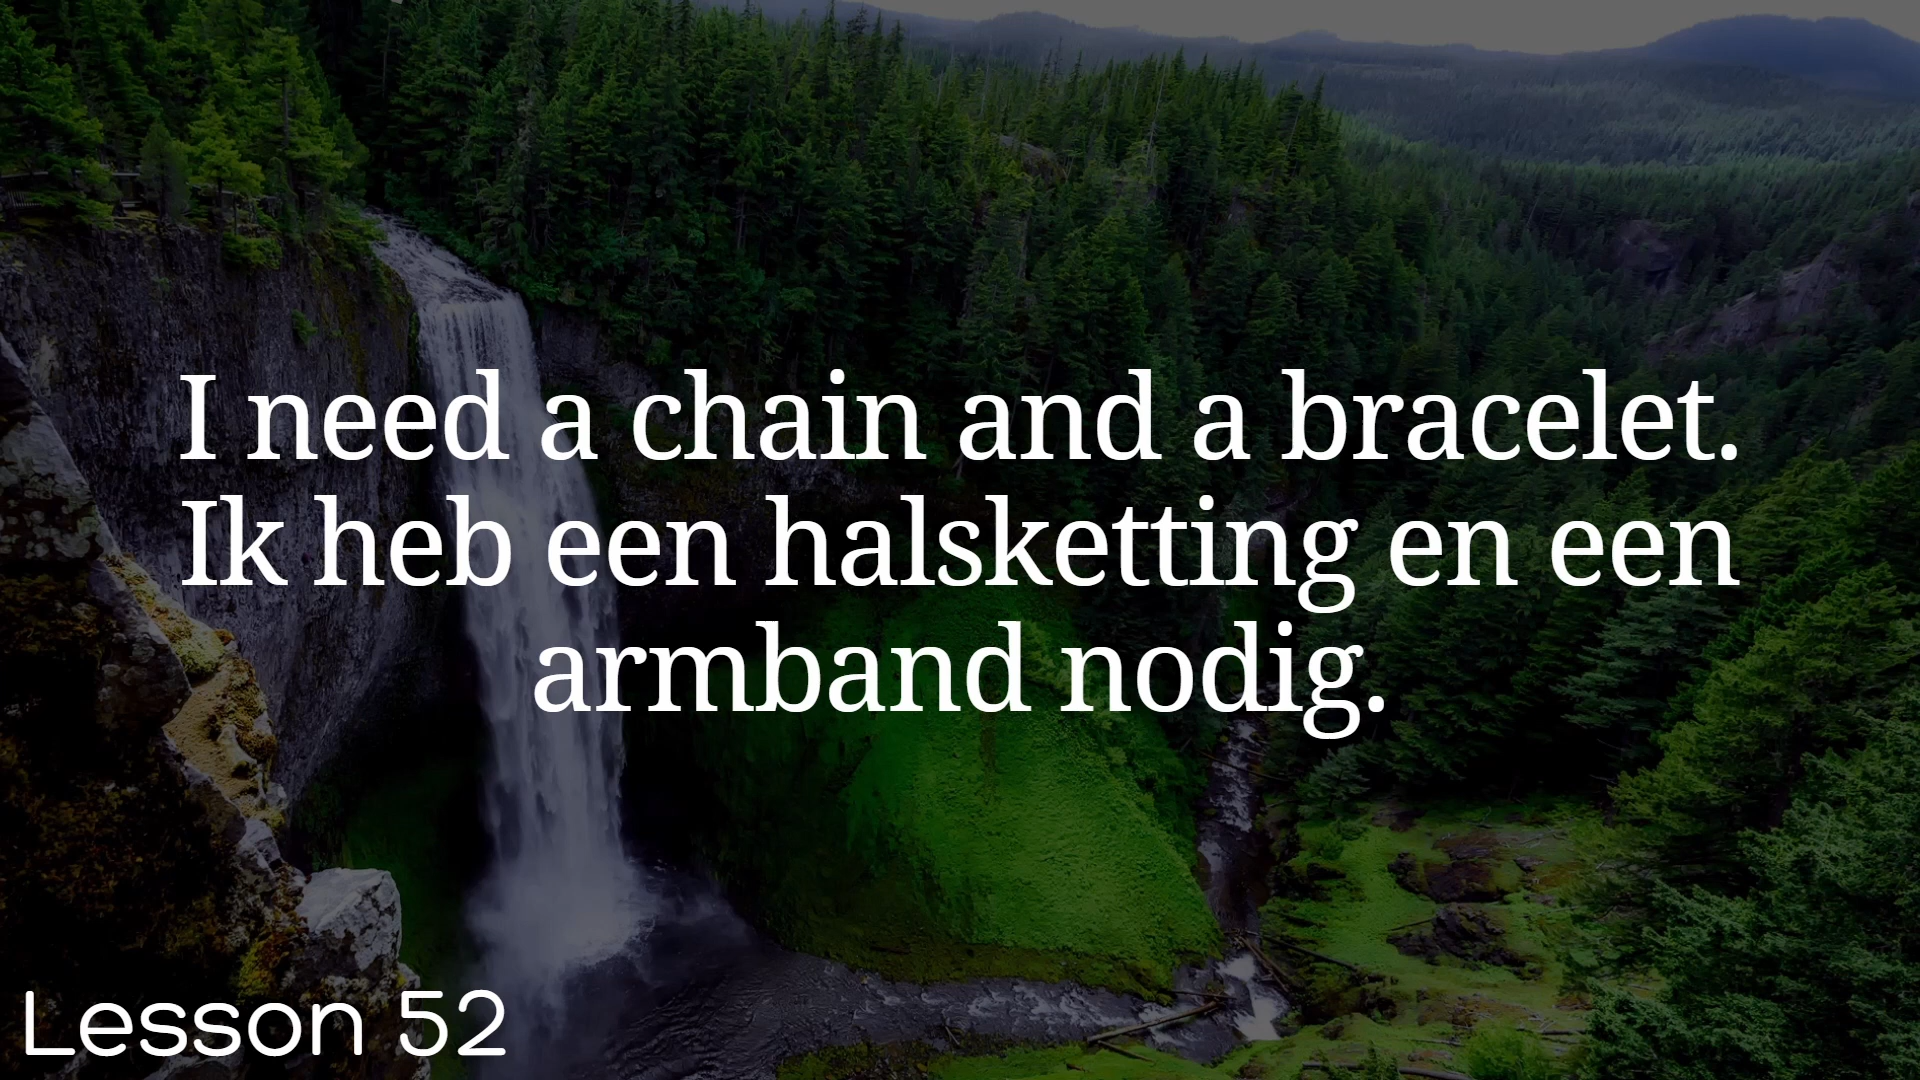 I need a chain and a bracelet.
Ik heb een halsketting en een
armband nodig.
Lesson 52